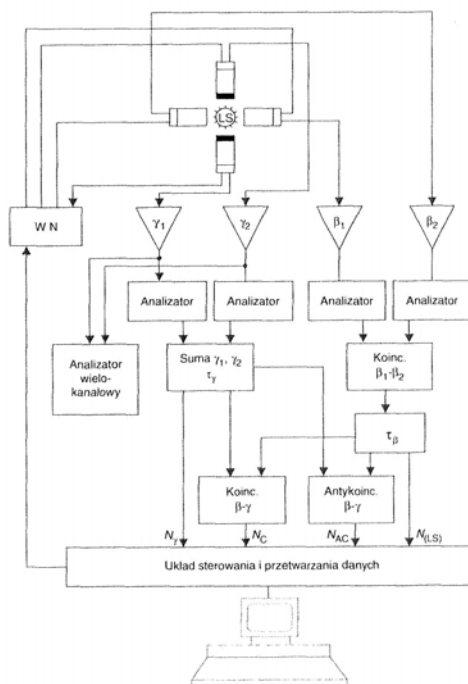 LS
W N
γ1
γ2
β1
β2
Analizator
Analizator
Analizator
Analizator
Analizator
wielo-
kanałowy
Suma γ1, γ2
τγ
Koinc.
β1-β2
τβ
Koinc.
β-γ
Antykoinc.
β-γ
Nγ
NC
NAC
N(LS)
Układ sterowania i przetwarzania danych